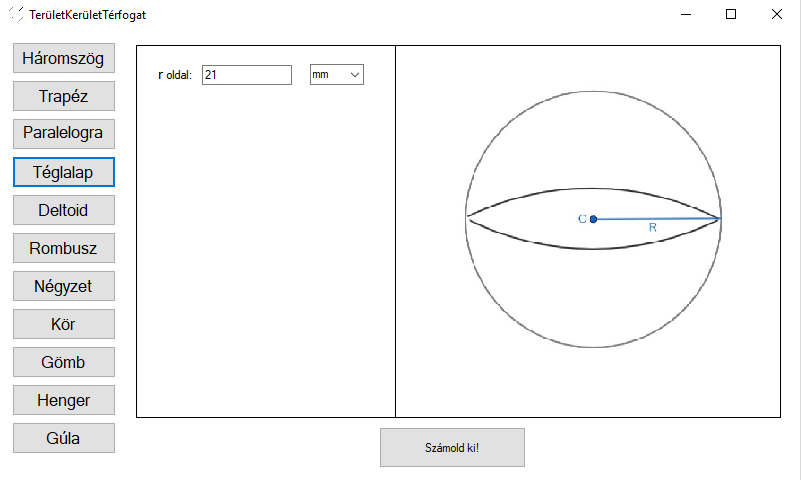 TerületKerületTérfogat
Háromszög
Trapéz
Paralelogra
Téglalap
Deltoid
Rombusz
Négyzet
Kör
Gömb
Henger
Gúla
r oldal: 21 mm
O
R
Számold ki!